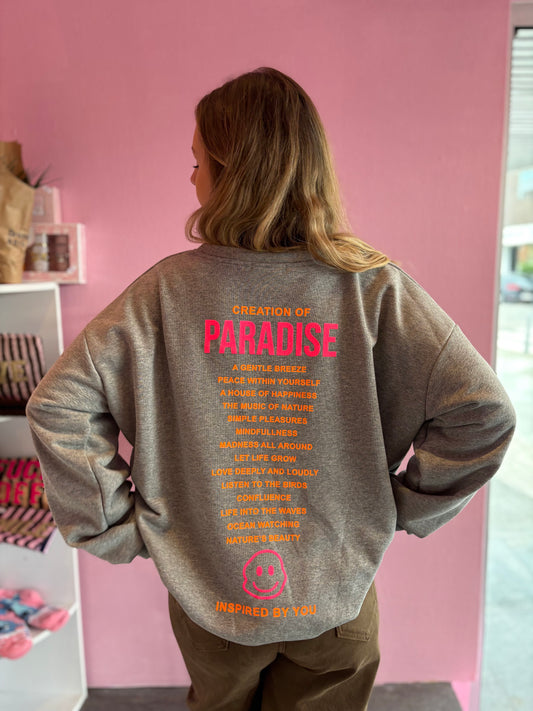 CREATION OF
PARADISE
A GENTLE BREEZE
PEACE WITHIN YOURSELF
A HOUSE OF HAPPINESS
THE MUSIC OF NATURE
SIMPLE PLEASURES
MINDFULLNESS
MADNESS ALL AROUND
LET LIFE GROW
LOVE DEEPLY AND LOUDLY
LISTEN TO THE BIRDS
CONFLUENCE
LIFE INTO THE WAVES
OCEAN WATCHING
NATURE'S BEAUTY
INSPIRED BY YOU
OFF